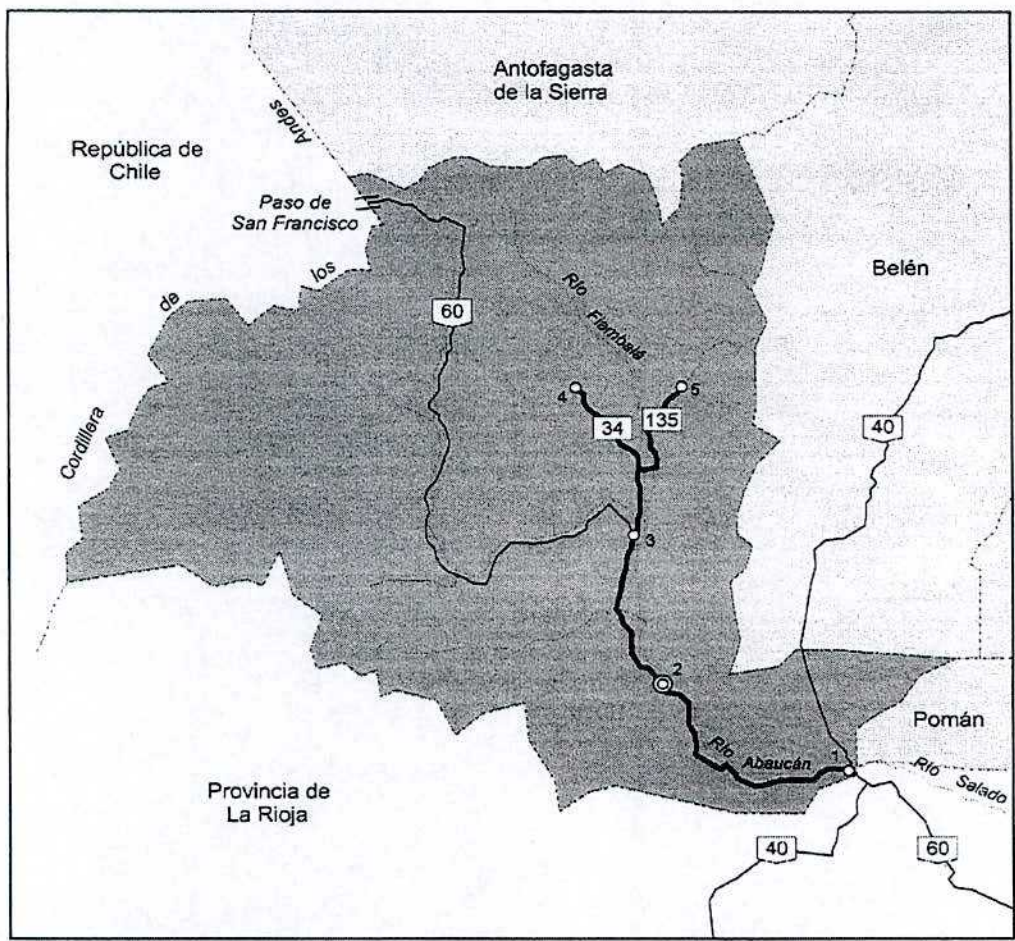 Antofagasta
de la Sierra
República de
Chile
Andes
Paso de
San Francisco
los
de
Cordillera
Belén
60
Río Fiambalá
40
4
5
34
135
3
2
1
Río Abaucán
Pomán
Río Salado
Provincia de
La Rioja
40
60